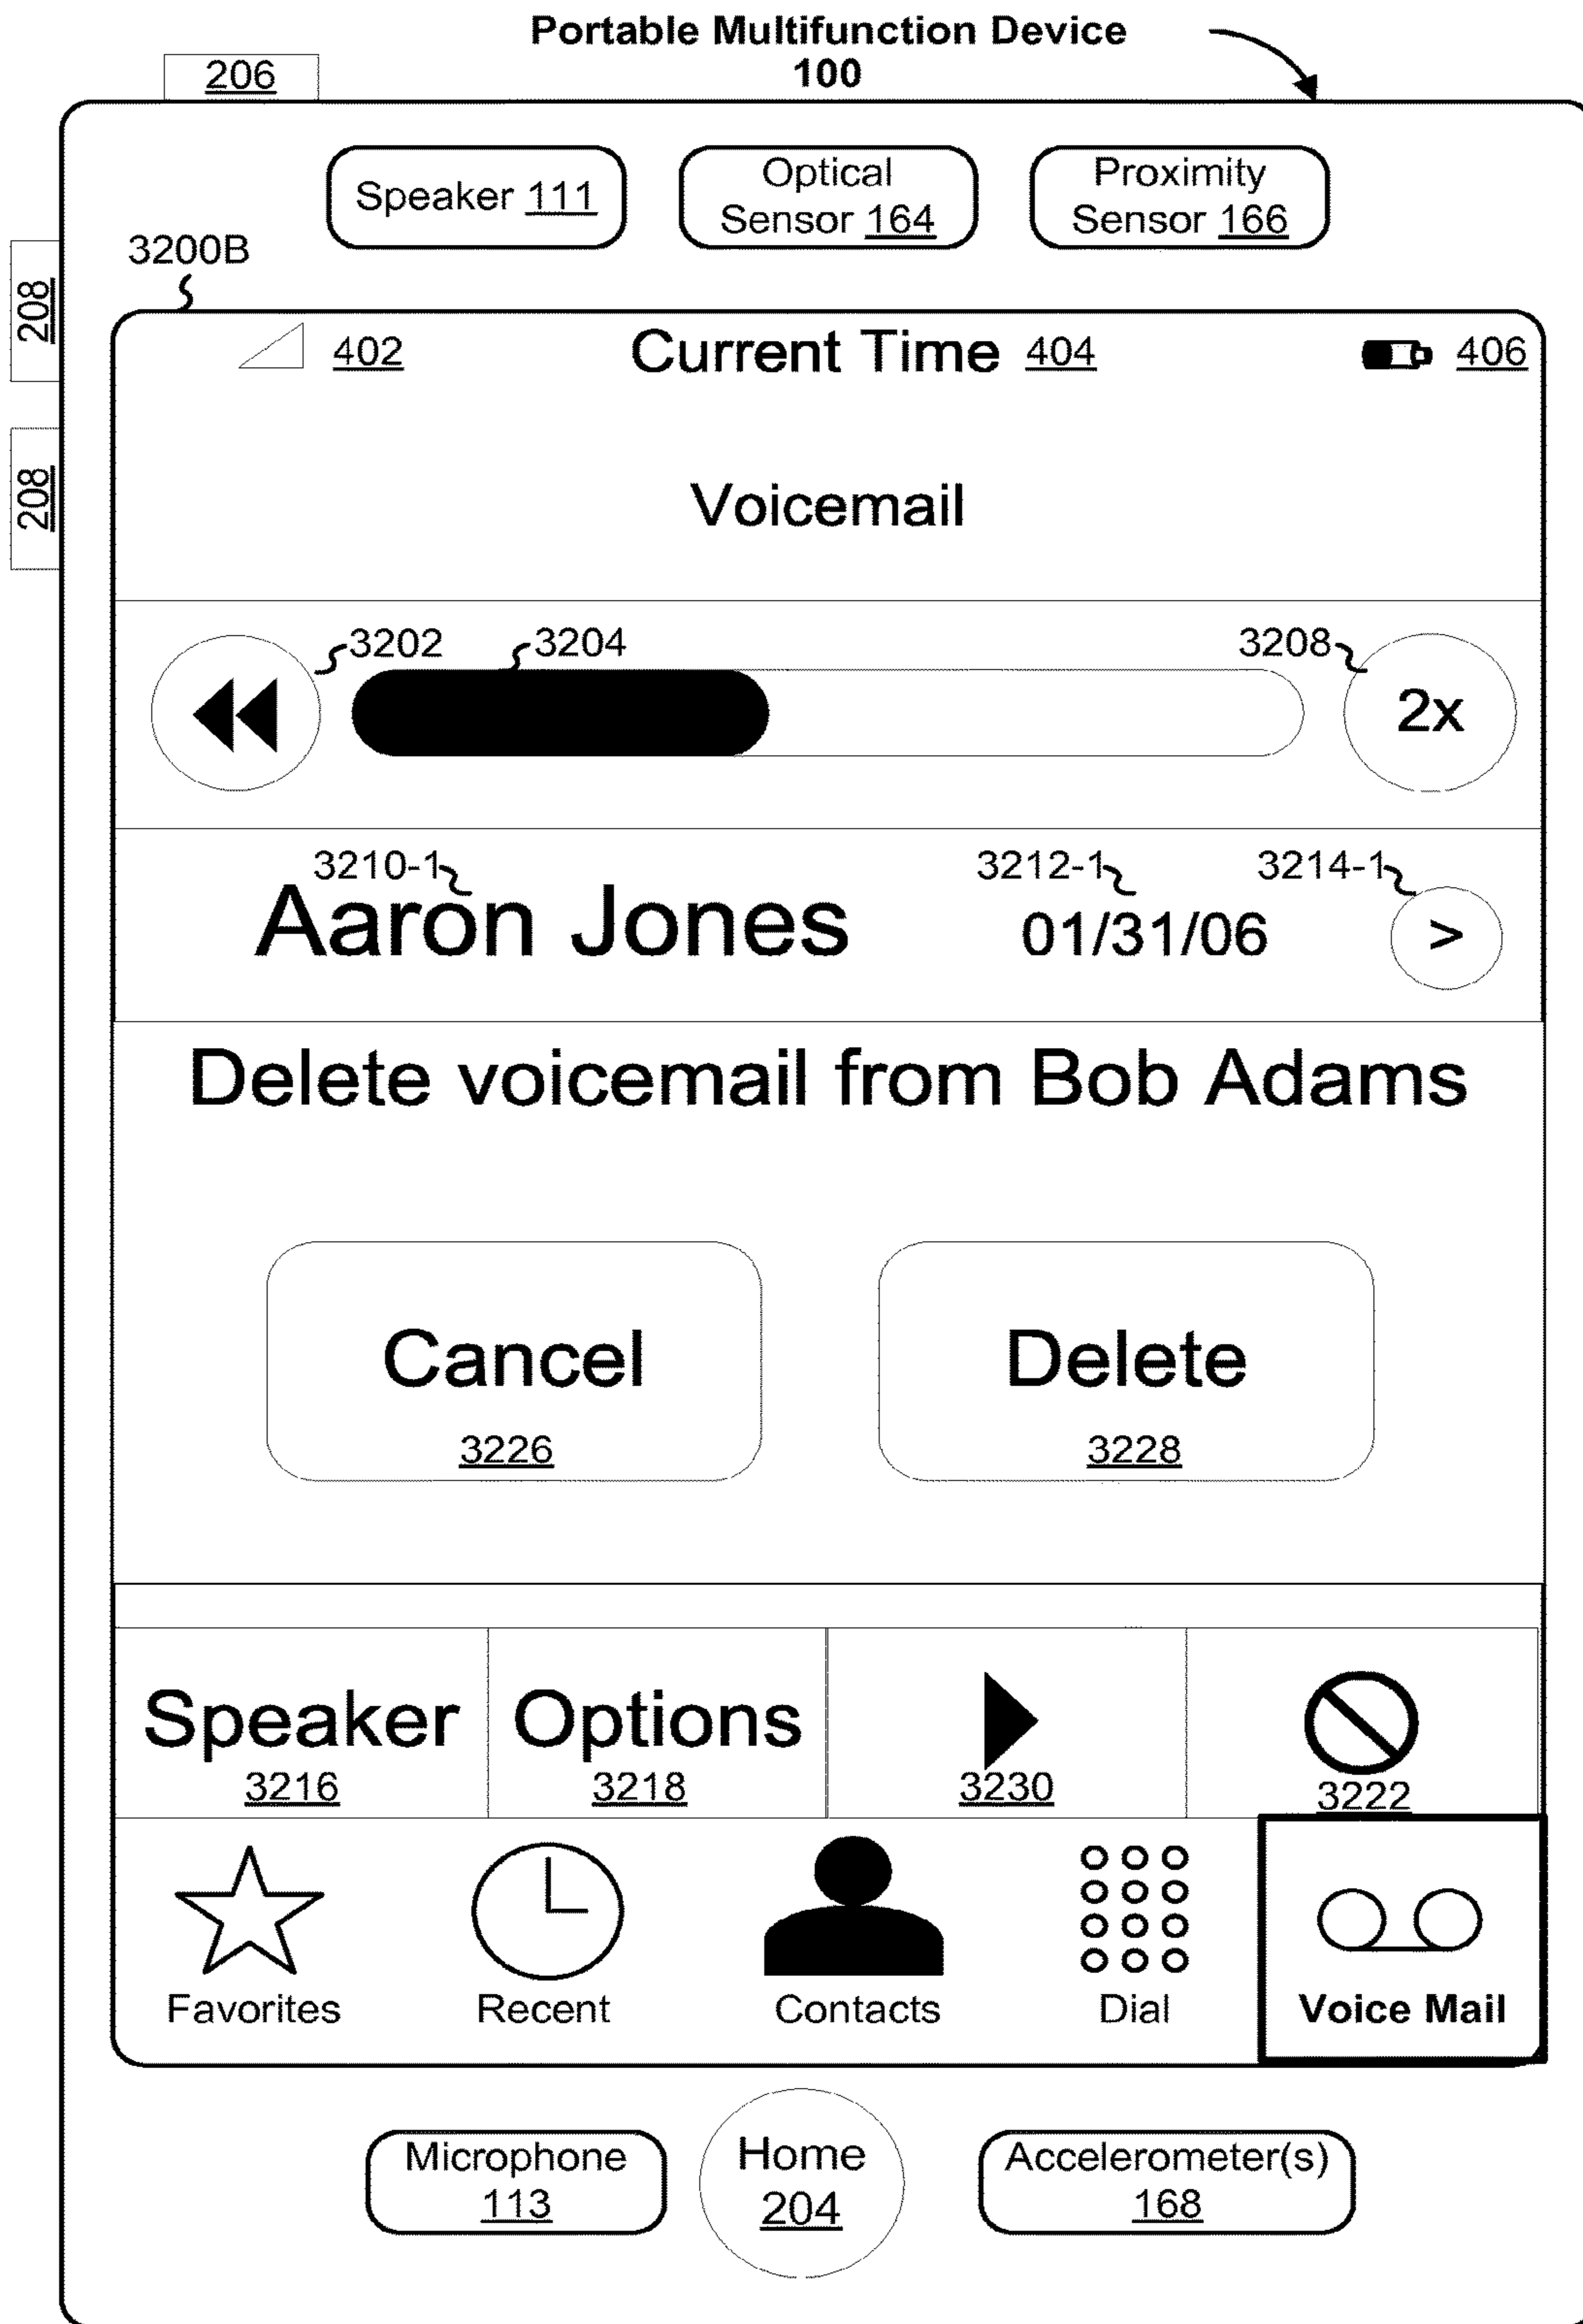 Portable Multifunction Device
100
206
Speaker 111
Optical
Sensor 164
Proximity
Sensor 166
3200B
208
208
402
Current Time 404
406
Voicemail
3202
3204
3208
2x
3210-1
3212-1
3214-1
Aaron Jones
01/31/06
>
Delete voicemail from Bob Adams
Cancel
3226
Delete
3228
Speaker
3216
Options
3218
3230
3222
Favorites
Recent
Contacts
Dial
Voice Mail
Microphone
113
Home
204
Accelerometer(s)
168